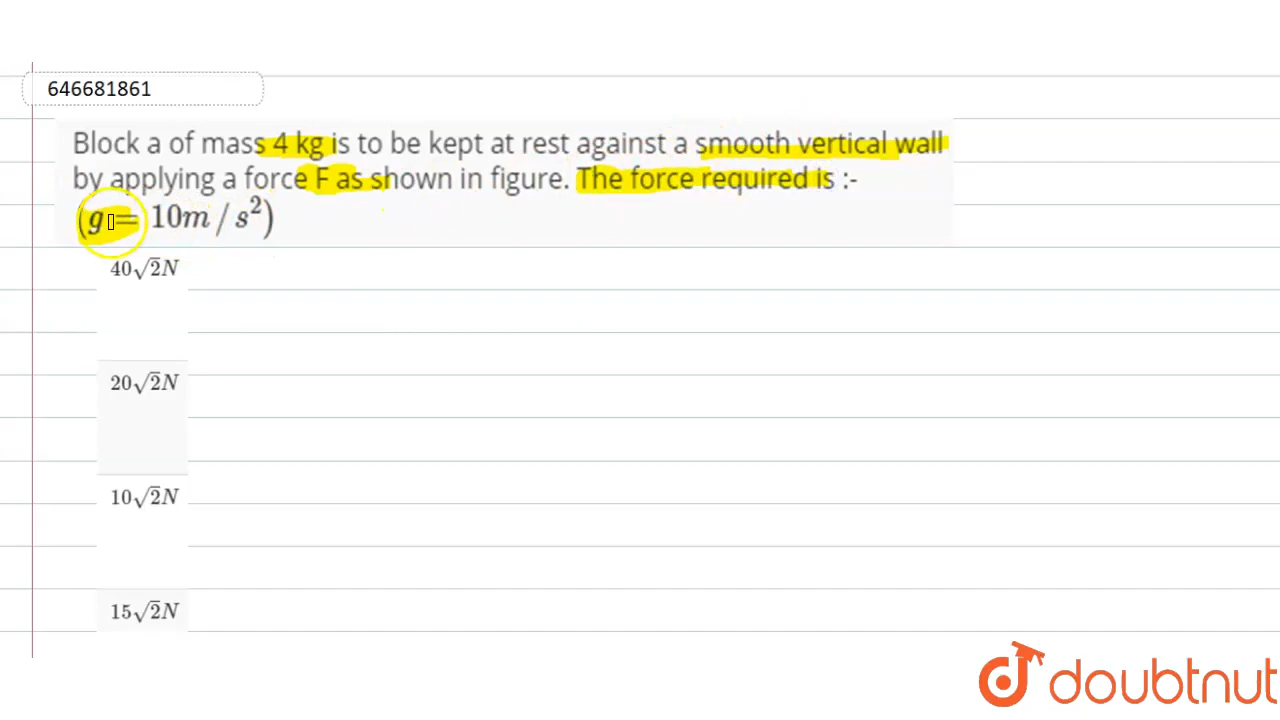 646681861
Block a of mass 4 kg is to be kept at rest against a smooth vertical wall
by applying a force F as shown in figure. The force required is :-
(g = 10m / s²)
40√2N
20√2N
10√2N
15√2N
doubtnut